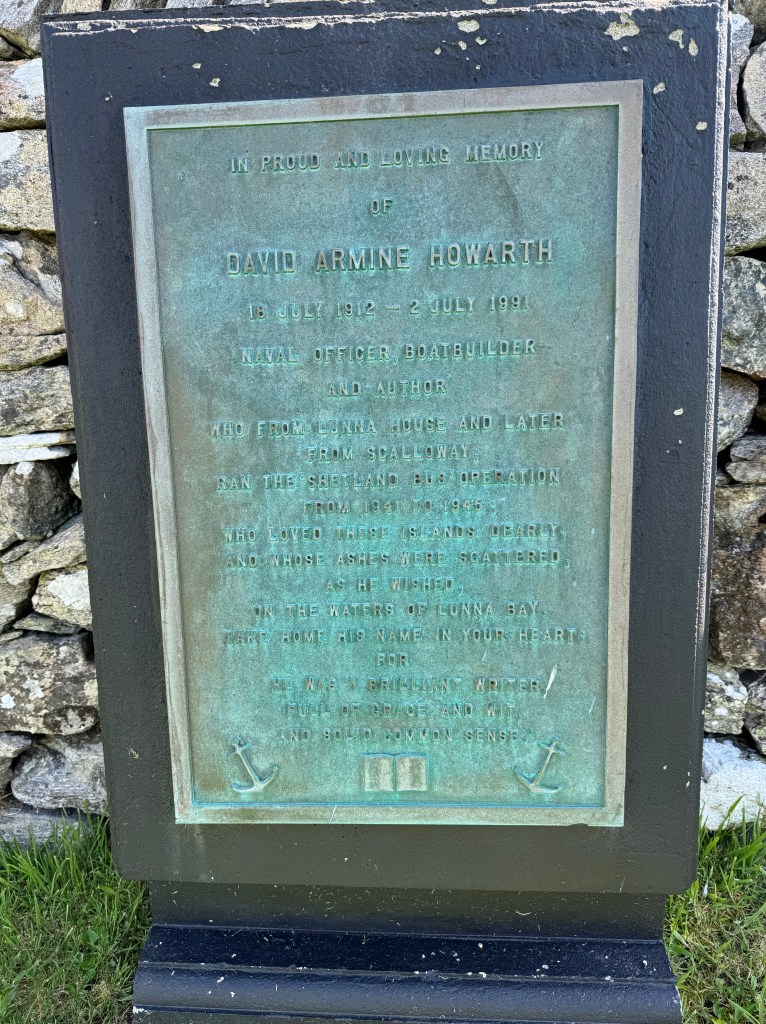 IN PROUD AND LOVING MEMORY
OF
DAVID ARMINE HOWARTH
18 JULY 1912 – 2 JULY 1991
NAVAL OFFICER, BOATBUILDER
AND AUTHOR
WHO FROM LUNNA HOUSE AND LATER
FROM SCALLOWAY,
RAN THE SHETLAND BUS OPERATION
FROM 1941 TO 1945,
WHO LOVED THESE ISLANDS DEARLY,
AND WHOSE ASHES WERE SCATTERED,
AS HE WISHED,
ON THE WATERS OF LUNNA BAY.
TAKE HOME HIS NAME IN YOUR HEART
FOR
HE WAS A BRILLIANT WRITER,
FULL OF GRACE AND WIT,
AND SOLID COMMON SENSE.